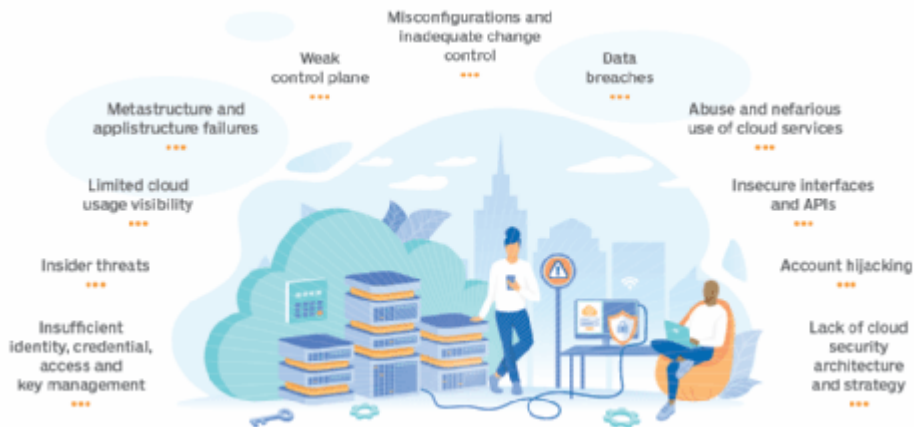 Misconfigurations and
inadequate change
control
Weak
control plane
Data
breaches
Metastructure and
applistructure failures
Abuse and nefarious
use of cloud services
Limited cloud
usage visibility
Insecure interfaces
and APIs
Insider threats
Account hijacking
Insufficient
identity, credential,
access and
key management
Lack of cloud
security
architecture
and strategy